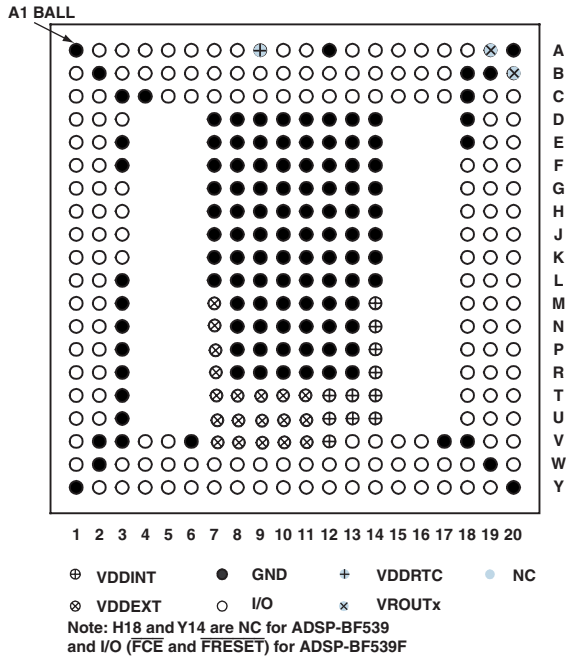 A1 BALL
A
B
C
D
E
F
G
H
J
K
L
M
N
P
R
T
U
V
W
Y
1 2 3 4 5 6 7 8 9 10 11 12 13 14 15 16 17 18 19 20
VDDINT GND VDDRTC NC
VDDEXT I/O VROUTx
Note: H18 and Y14 are NC for ADSP-BF539
and I/O (FCE and FRESET) for ADSP-BF539F